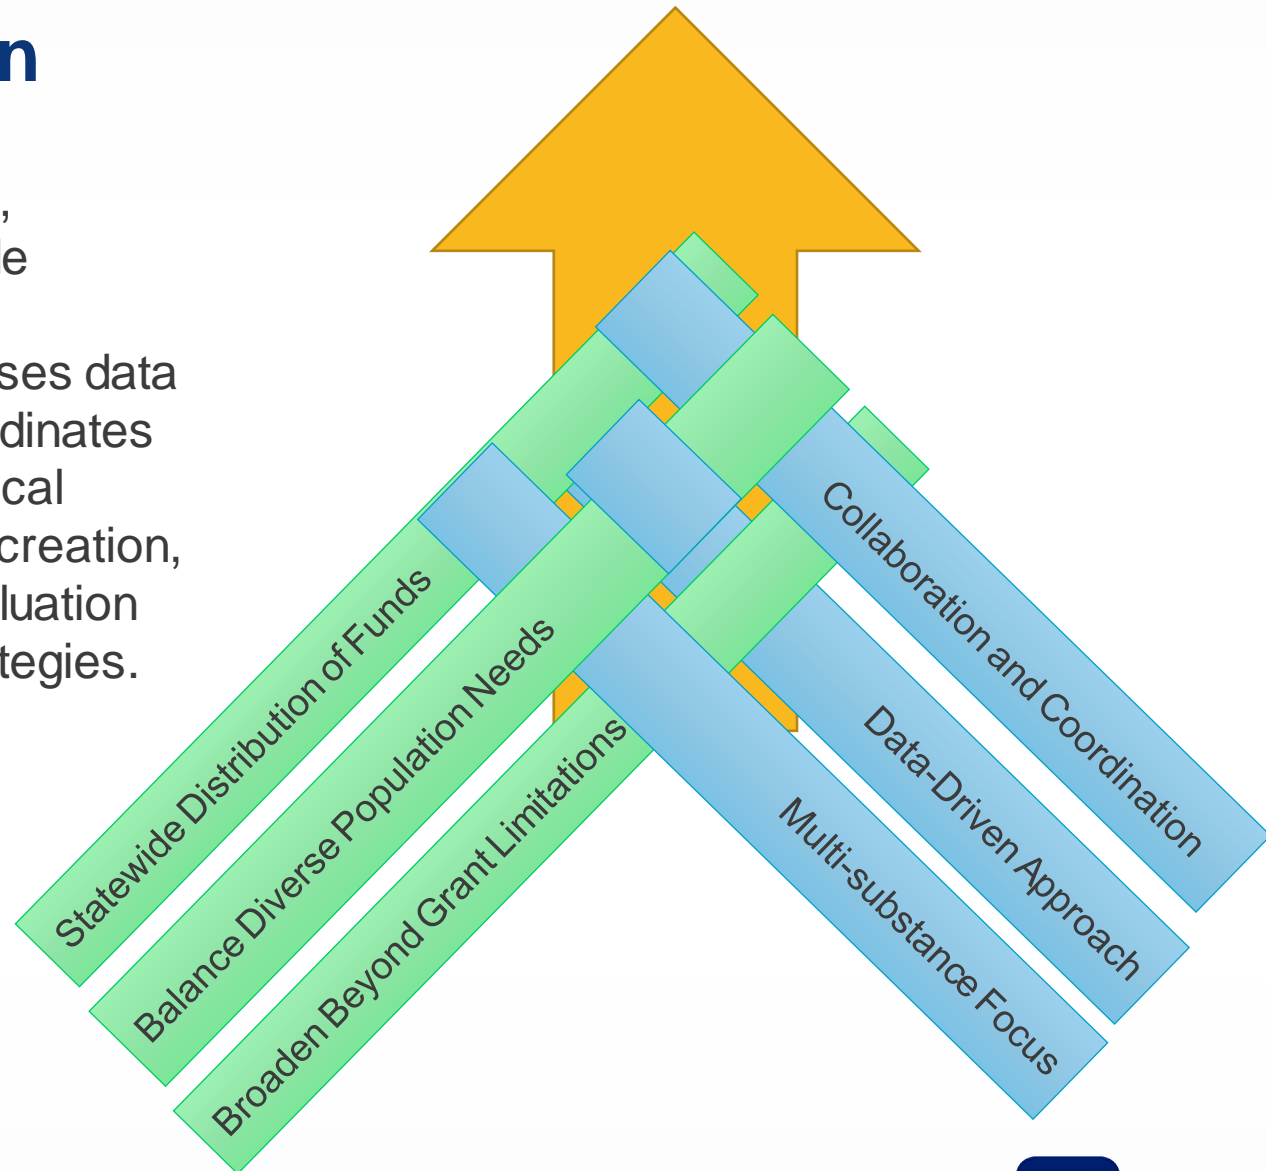 n
,
le
ses data
dinates
cal
creation,
luation
tegies.
Statewide Distribution of Funds
Balance Diverse Population Needs
Broaden Beyond Grant Limitations
Collaboration and Coordination
Data-Driven Approach
Multi-substance Focus